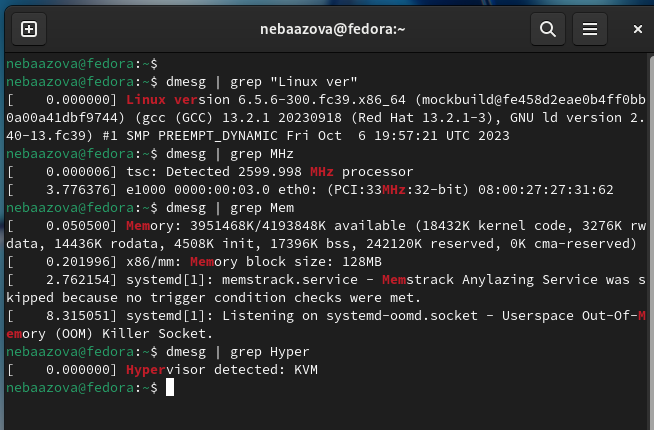 nebaazova@fedora:~
nebaazova@fedora:~$
nebaazova@fedora:~$ dmesg | grep "Linux ver"
[    0.000000] Linux version 6.5.6-300.fc39.x86_64 (mockbuild@fe458d2eae0b4ff0bb
0a00a41dbf9744) (gcc (GCC) 13.2.1 20230918 (Red Hat 13.2.1-3), GNU ld version 2.
40-13.fc39) #1 SMP PREEMPT_DYNAMIC Fri Oct  6 19:57:21 UTC 2023
nebaazova@fedora:~$ dmesg | grep MHz
[    0.000006] tsc: Detected 2599.998 MHz processor
[    3.776376] e1000 0000:00:03.0 eth0: (PCI:33MHz:32-bit) 08:00:27:27:31:62
nebaazova@fedora:~$ dmesg | grep Mem
[    0.050500] Memory: 3951468K/4193848K available (18432K kernel code, 3276K rw
data, 14436K rodata, 4508K init, 17396K bss, 242120K reserved, 0K cma-reserved)
[    0.201996] x86/mm: Memory block size: 128MB
[    2.762154] systemd[1]: memstrack.service - Memstrack Anylazing Service was s
kipped because no trigger condition checks were met.
[    8.315051] systemd[1]: Listening on systemd-oomd.socket - Userspace Out-Of-M
emory (OOM) Killer Socket.
nebaazova@fedora:~$ dmesg | grep Hyper
[    0.000000] Hypervisor detected: KVM
nebaazova@fedora:~$